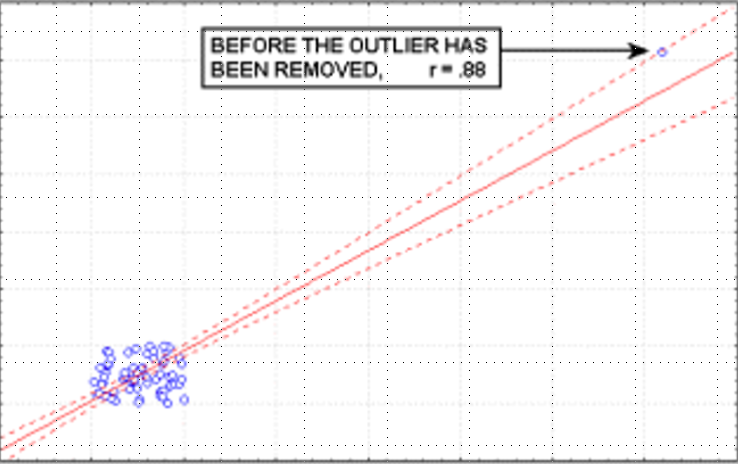 BEFORE THE OUTLIER HAS
BEEN REMOVED, r = .88